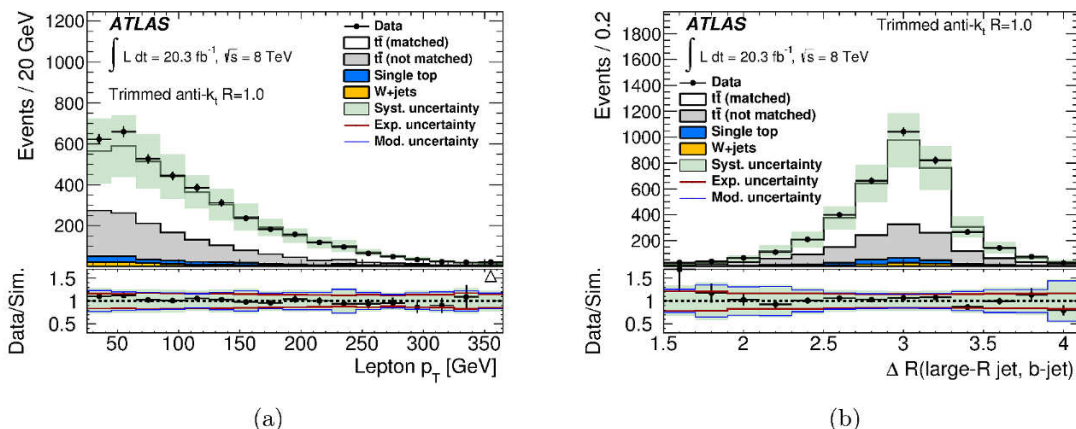 ATLAS
∫ L dt = 20.3 fb⁻¹, √s = 8 TeV
Trimmed anti-kₜ R=1.0
Data
tt̄ (matched)
tt̄ (not matched)
Single top
W+jets
Syst. uncertainty
Exp. uncertainty
Mod. uncertainty
Events / 20 GeV
1200
1000
800
600
400
200
Data/Sim.
1.5
1
0.5
50 100 150 200 250 300 350
Lepton p_T [GeV]
(a)
ATLAS
Trimmed anti-kₜ R=1.0
∫ L dt = 20.3 fb⁻¹, √s = 8 TeV
Data
tt̄ (matched)
tt̄ (not matched)
Single top
W+jets
Syst. uncertainty
Exp. uncertainty
Mod. uncertainty
Events / 0.2
1800
1600
1400
1200
1000
800
600
400
200
Data/Sim.
1.5
1
0.5
1.5 2 2.5 3 3.5 4
Δ R(large-R jet, b-jet)
(b)